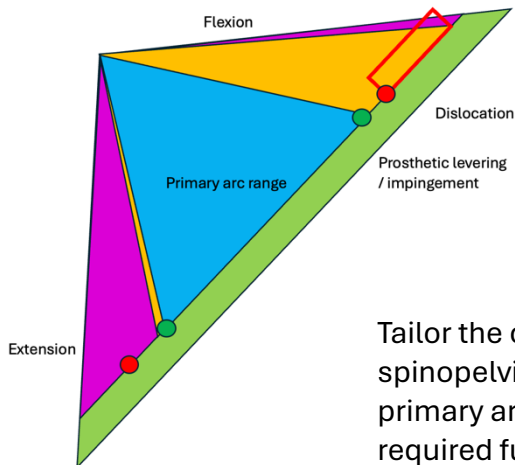 Flexion
Dislocation
Prosthetic levering
/ impingement
Primary arc range
Extension
Tailor the
spinopelvi
primary ar
required fu